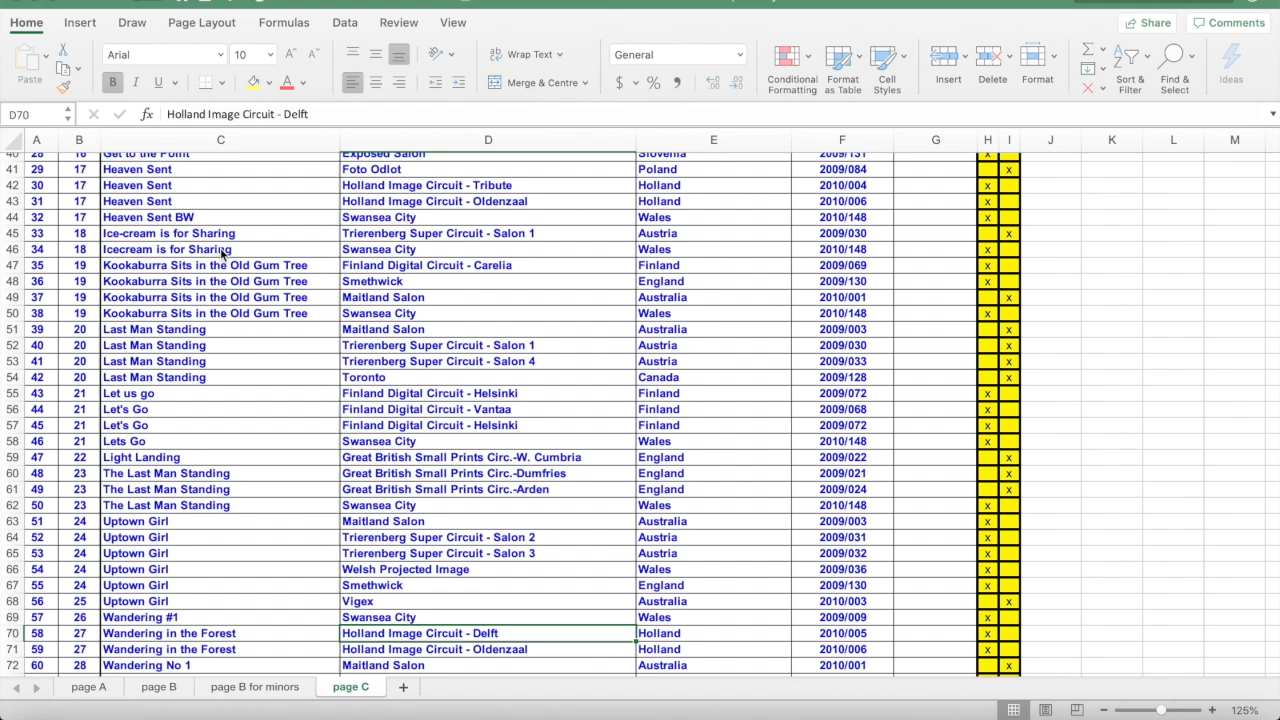 Home Insert Draw Page Layout Formulas Data Review View Share Comments
Paste Arial 10 A^ A˅ B I U A Wrap Text Merge & Centre General $ % Conditional Formatting Format as Table Cell Styles Insert Delete Format Sort & Filter Find & Select Ideas
D70 fx Holland Image Circuit - Delft
A B C D E F G H I J K L M
40 28 16 Get to the Point Exposed Salon Slovenia 2009/131 x
41 29 17 Heaven Sent Foto Odlot Poland 2009/084 x
42 30 17 Heaven Sent Holland Image Circuit - Tribute Holland 2010/004 x
43 31 17 Heaven Sent Holland Image Circuit - Oldenzaal Holland 2010/006 x
44 32 17 Heaven Sent BW Swansea City Wales 2010/148 x
45 33 18 Ice-cream is for Sharing Trierenberg Super Circuit - Salon 1 Austria 2009/030 x
46 34 18 Icecream is for Sharing Swansea City Wales 2010/148 x
47 35 19 Kookaburra Sits in the Old Gum Tree Finland Digital Circuit - Carelia Finland 2009/069 x
48 36 19 Kookaburra Sits in the Old Gum Tree Smethwick England 2009/130 x
49 37 19 Kookaburra Sits in the Old Gum Tree Maitland Salon Australia 2010/001 x
50 38 19 Kookaburra Sits in the Old Gum Tree Swansea City Wales 2010/148 x
51 39 20 Last Man Standing Maitland Salon Australia 2009/003 x
52 40 20 Last Man Standing Trierenberg Super Circuit - Salon 1 Austria 2009/030 x
53 41 20 Last Man Standing Trierenberg Super Circuit - Salon 4 Austria 2009/033 x
54 42 20 Last Man Standing Toronto Canada 2009/128 x
55 43 21 Let us go Finland Digital Circuit - Helsinki Finland 2009/072 x
56 44 21 Let's Go Finland Digital Circuit - Vantaa Finland 2009/068 x
57 45 21 Let's Go Finland Digital Circuit - Helsinki Finland 2009/072 x
58 46 21 Lets Go Swansea City Wales 2010/148 x
59 47 22 Light Landing Great British Small Prints Circ.-W. Cumbria England 2009/022 x
60 48 23 The Last Man Standing Great British Small Prints Circ.-Dumfries England 2009/021 x
61 49 23 The Last Man Standing Great British Small Prints Circ.-Arden England 2009/024 x
62 50 23 The Last Man Standing Swansea City Wales 2010/148 x
63 51 24 Uptown Girl Maitland Salon Australia 2009/003 x
64 52 24 Uptown Girl Trierenberg Super Circuit - Salon 2 Austria 2009/031 x
65 53 24 Uptown Girl Trierenberg Super Circuit - Salon 3 Austria 2009/032 x
66 54 24 Uptown Girl Welsh Projected Image Wales 2009/036 x
67 55 24 Uptown Girl Smethwick England 2009/130 x
68 56 25 Uptown Girl Vigex Australia 2010/003 x
69 57 26 Wandering #1 Swansea City Wales 2009/009 x
70 58 27 Wandering in the Forest Holland Image Circuit - Delft Holland 2010/005 x
71 59 27 Wandering in the Forest Holland Image Circuit - Oldenzaal Holland 2010/006 x
72 60 28 Wandering No 1 Maitland Salon Australia 2010/001 x
page A page B page B for minors page C +
125%